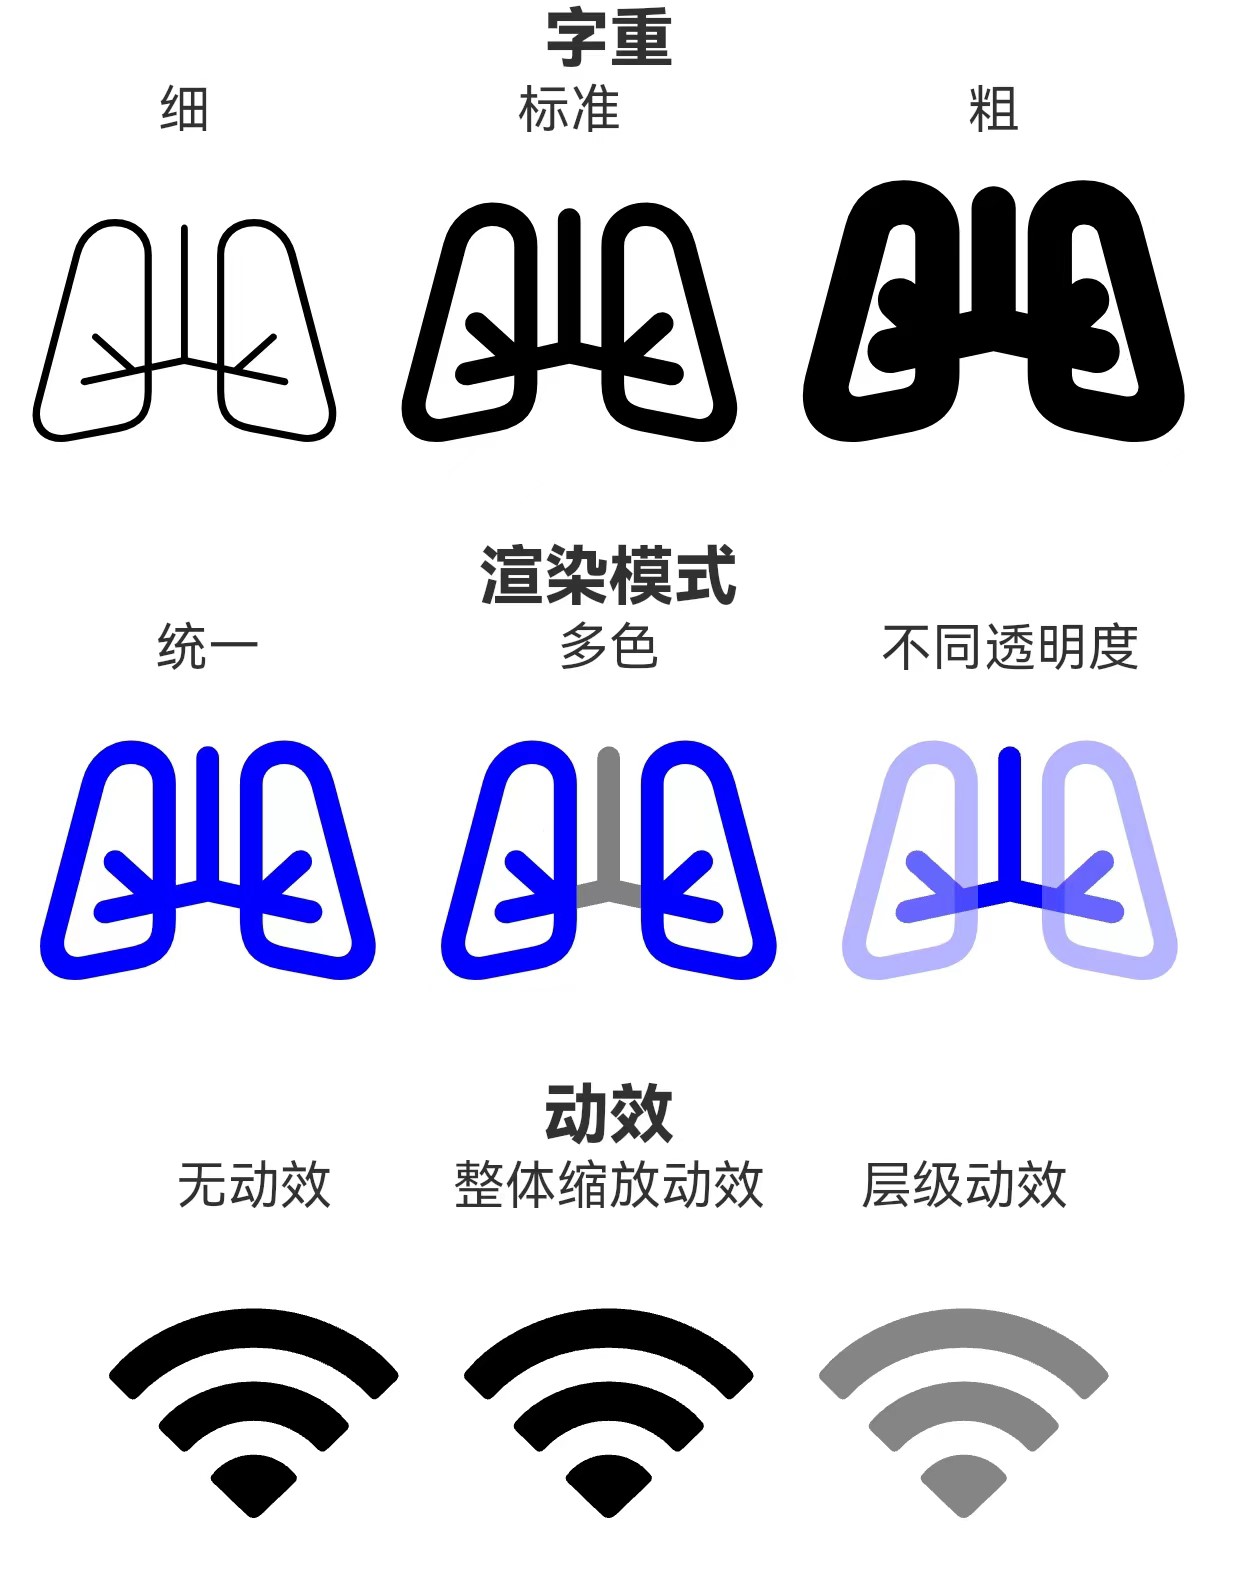 字重
细 标准 粗
渲染模式
统一 多色 不同透明度
动效
无动效 整体缩放动效 层级动效